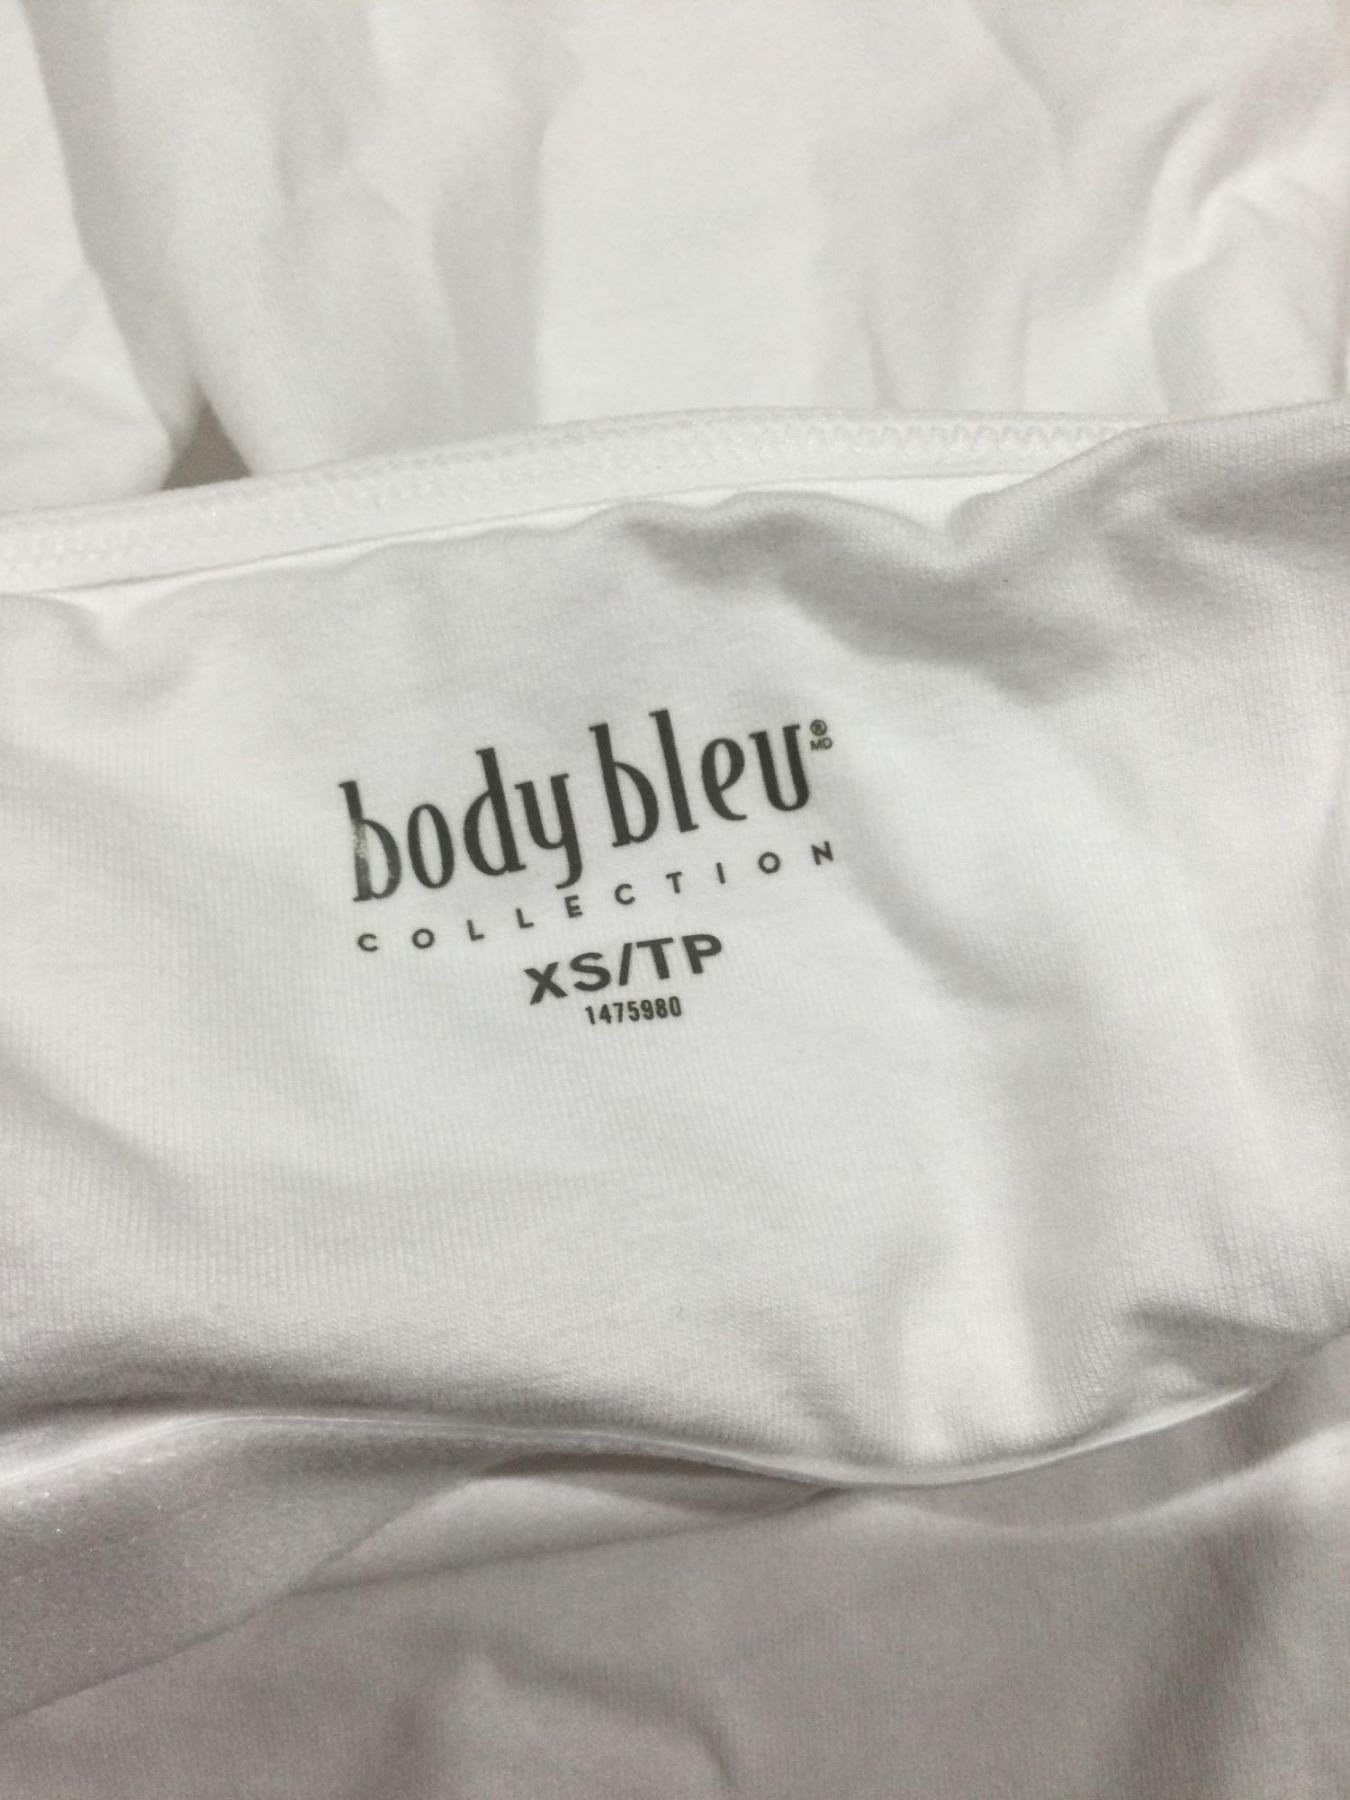 body bleu®
MD
COLLECTION
XS/TP
1475980